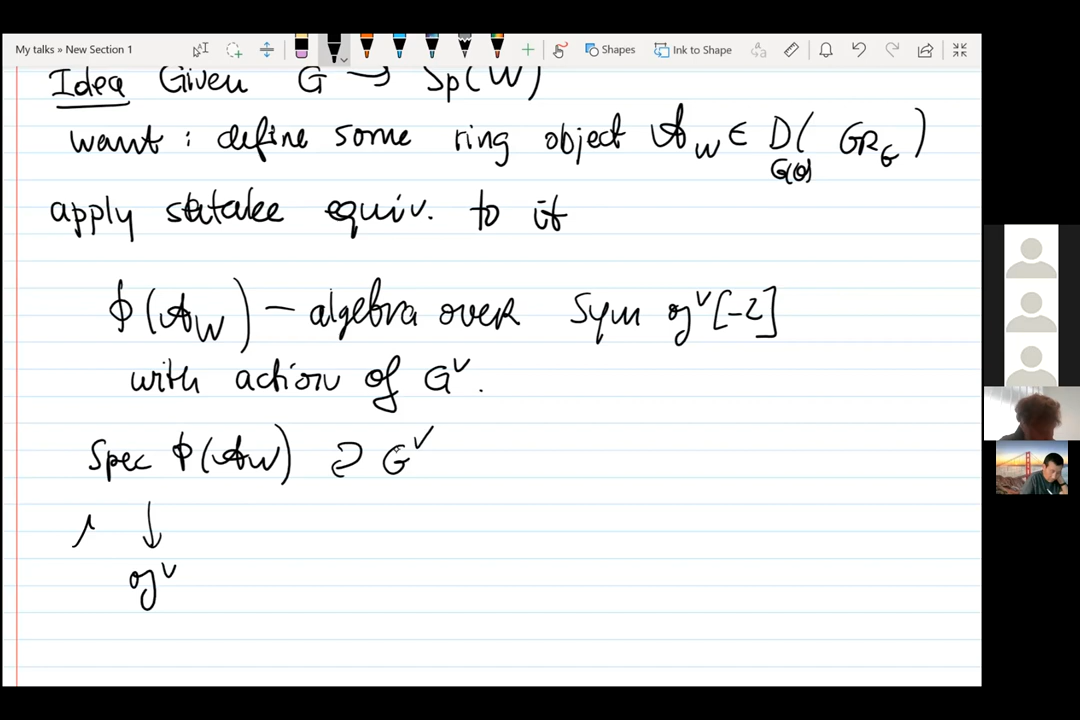 My talks » New Section 1
Shapes Ink to Shape
Idea Given G → Sp(W)
want : define some ring object 𝒜_W ∈ D_{G(O)}(GR_G)
apply satake equiv. to it
Φ(𝒜_W) – algebra over Sym 𝔤^∨[-2]
with action of G^∨.
Spec Φ(𝒜_W) ⊋ G^∨
μ ↓
𝔤^∨